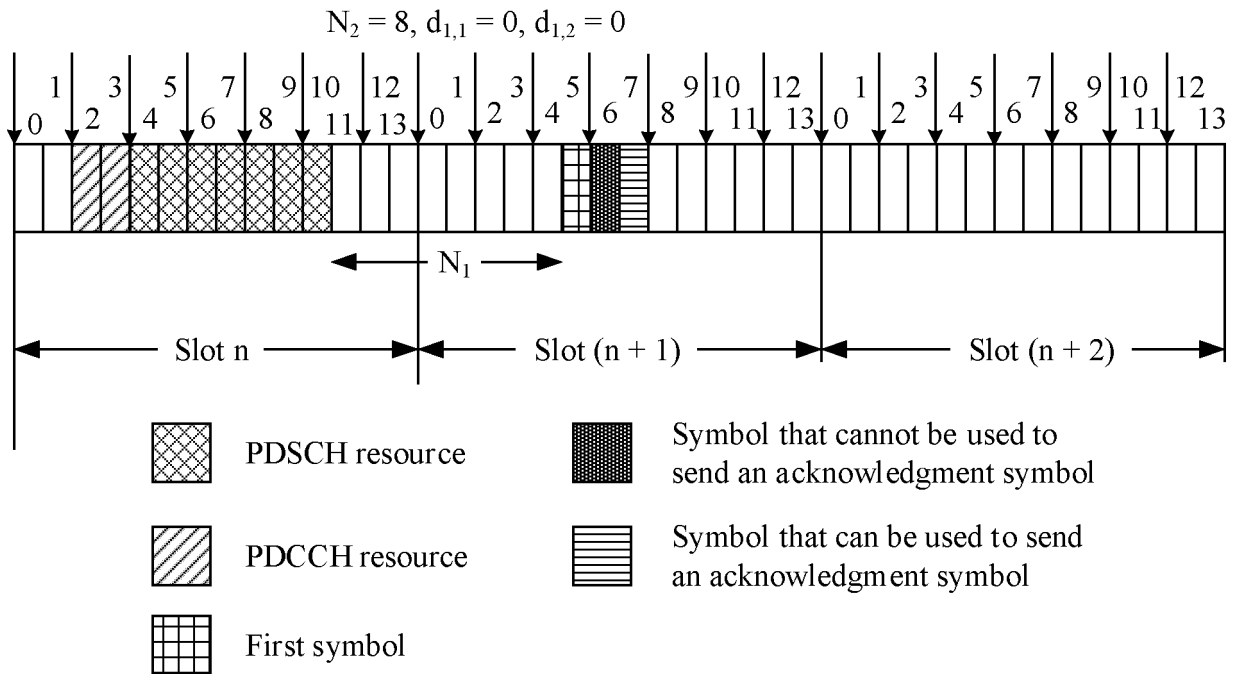 N₂ = 8, d₁,₁ = 0, d₁,₂ = 0
0 1 2 3 4 5 6 7 8 9 10 11 12 13 0 1 2 3 4 5 6 7 8 9 10 11 12 13 0 1 2 3 4 5 6 7 8 9 10 11 12 13
N₁
Slot n Slot (n + 1) Slot (n + 2)
PDSCH resource
Symbol that cannot be used to
send an acknowledgment symbol
PDCCH resource
Symbol that can be used to send
an acknowledgment symbol
First symbol